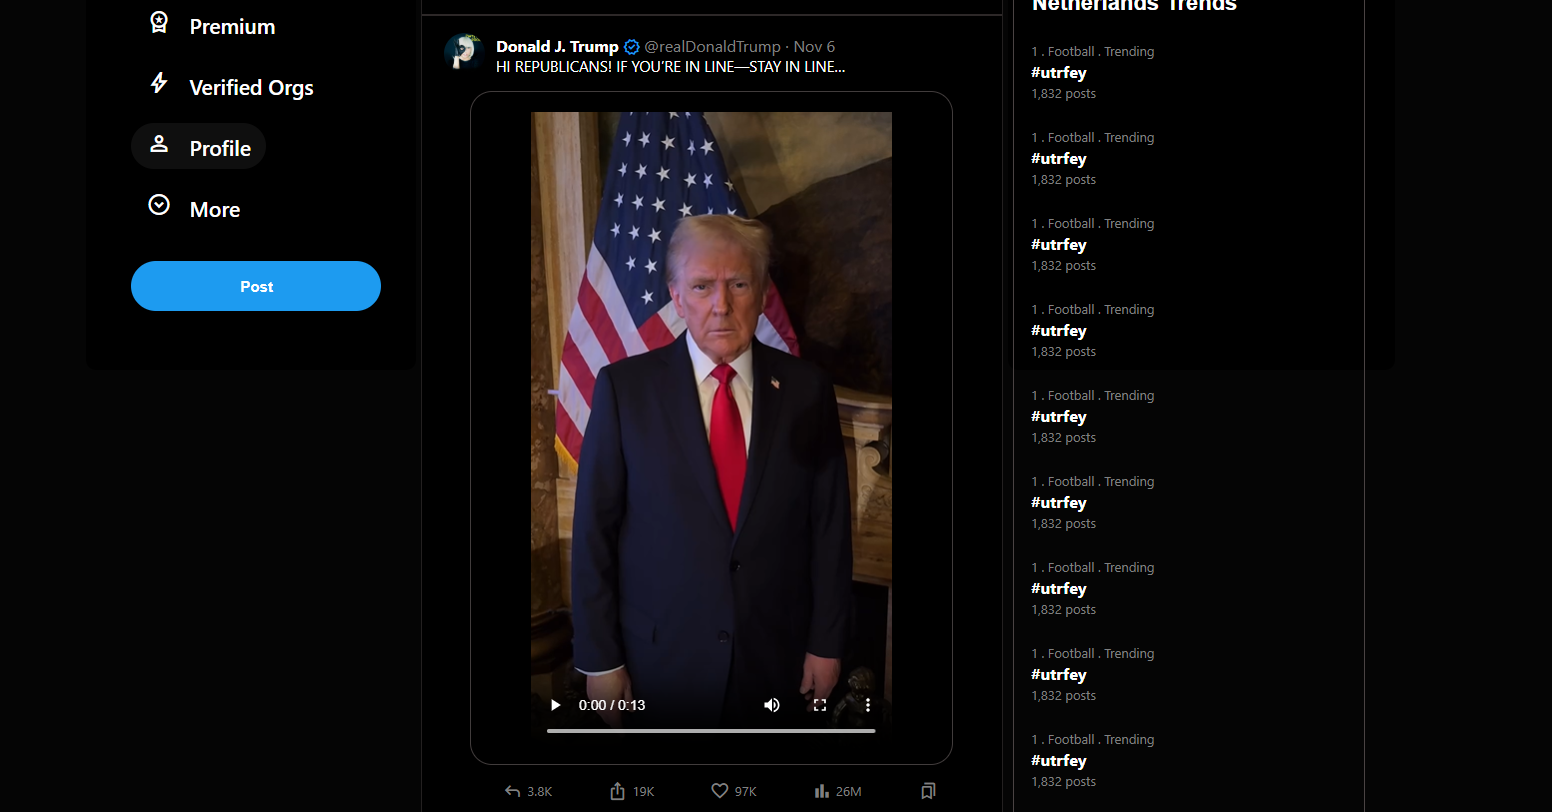 Premium
Verified Orgs
Profile
More
Post
Donald J. Trump @realDonaldTrump · Nov 6
HI REPUBLICANS! IF YOU’RE IN LINE—STAY IN LINE...
0:00 / 0:13
3.8K
19K
97K
26M
Netherlands Trends
1 . Football . Trending
#utrfey
1,832 posts
1 . Football . Trending
#utrfey
1,832 posts
1 . Football . Trending
#utrfey
1,832 posts
1 . Football . Trending
#utrfey
1,832 posts
1 . Football . Trending
#utrfey
1,832 posts
1 . Football . Trending
#utrfey
1,832 posts
1 . Football . Trending
#utrfey
1,832 posts
1 . Football . Trending
#utrfey
1,832 posts
1 . Football . Trending
#utrfey
1,832 posts